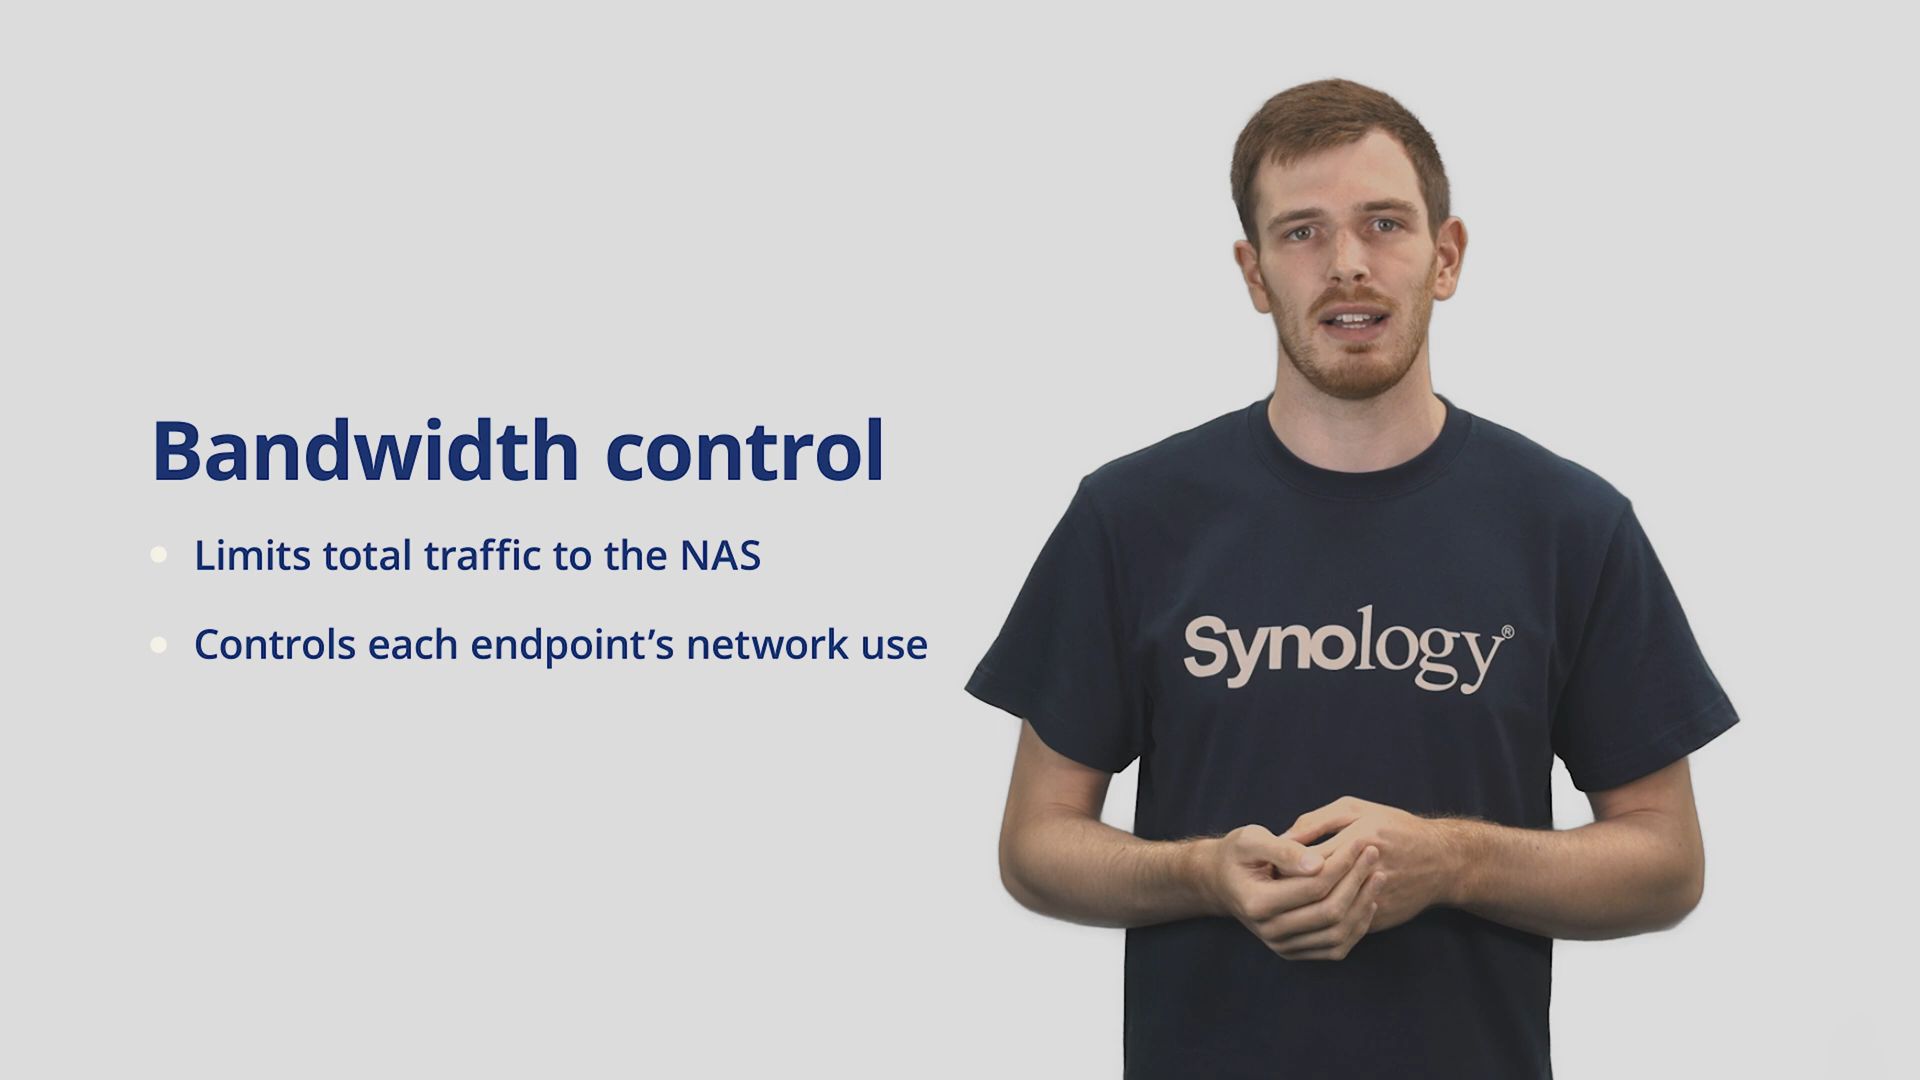 Bandwidth control
Limits total traffic to the NAS
Controls each endpoint’s network use
Synology®